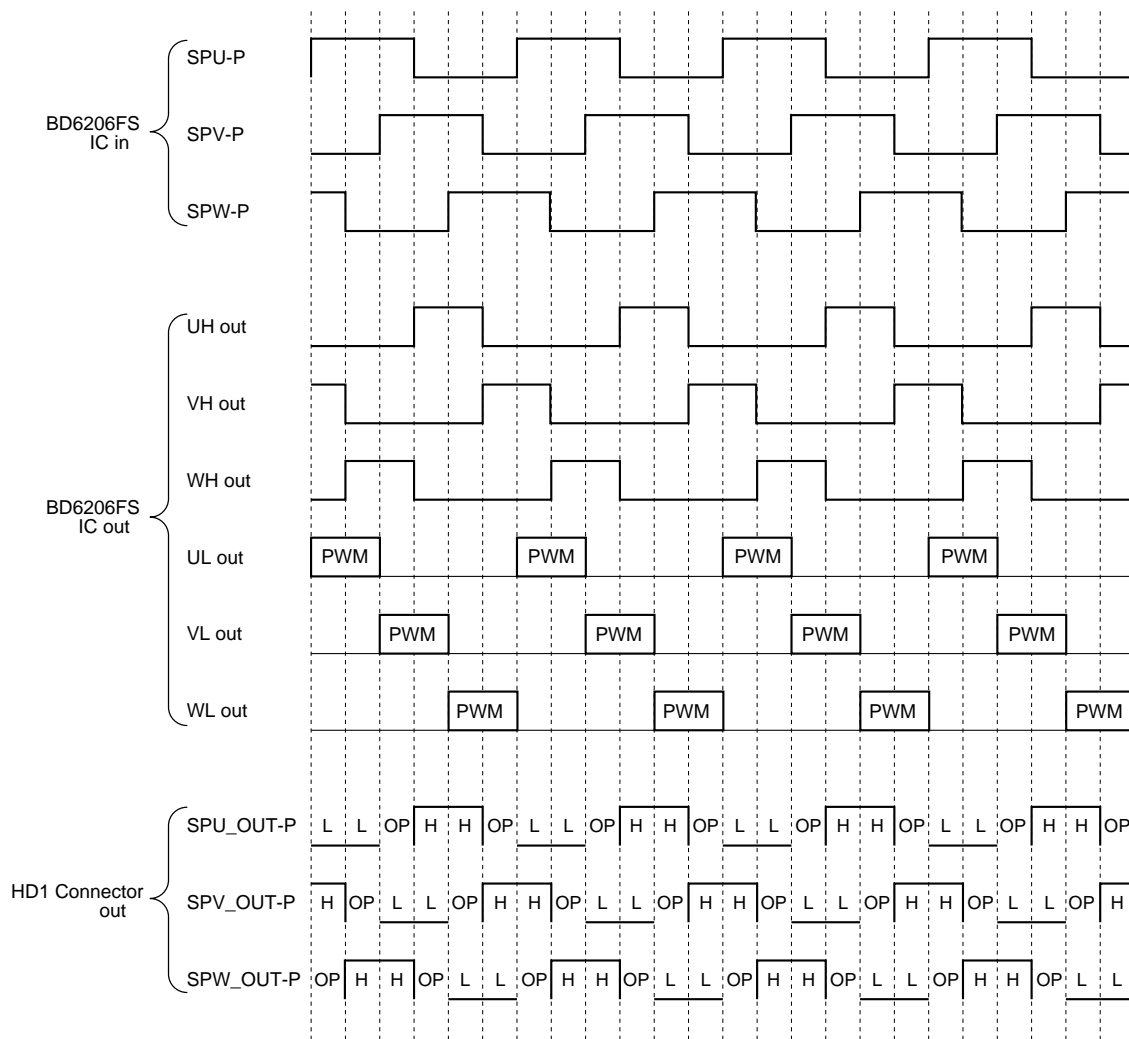 SPU-P
BD6206FS
IC in
SPV-P
SPW-P
UH out
VH out
WH out
BD6206FS
IC out
UL out PWM PWM PWM PWM
VL out PWM PWM PWM PWM
WL out PWM PWM PWM PWM
SPU_OUT-P L L OP H H OP L L OP H H OP L L OP H H OP L L OP H H OP
HD1 Connector
out
SPV_OUT-P H OP L L OP H H OP L L OP H H OP L L OP H H OP L L OP H
SPW_OUT-P OP H H OP L L OP H H OP L L OP H H OP L L OP H H OP L L